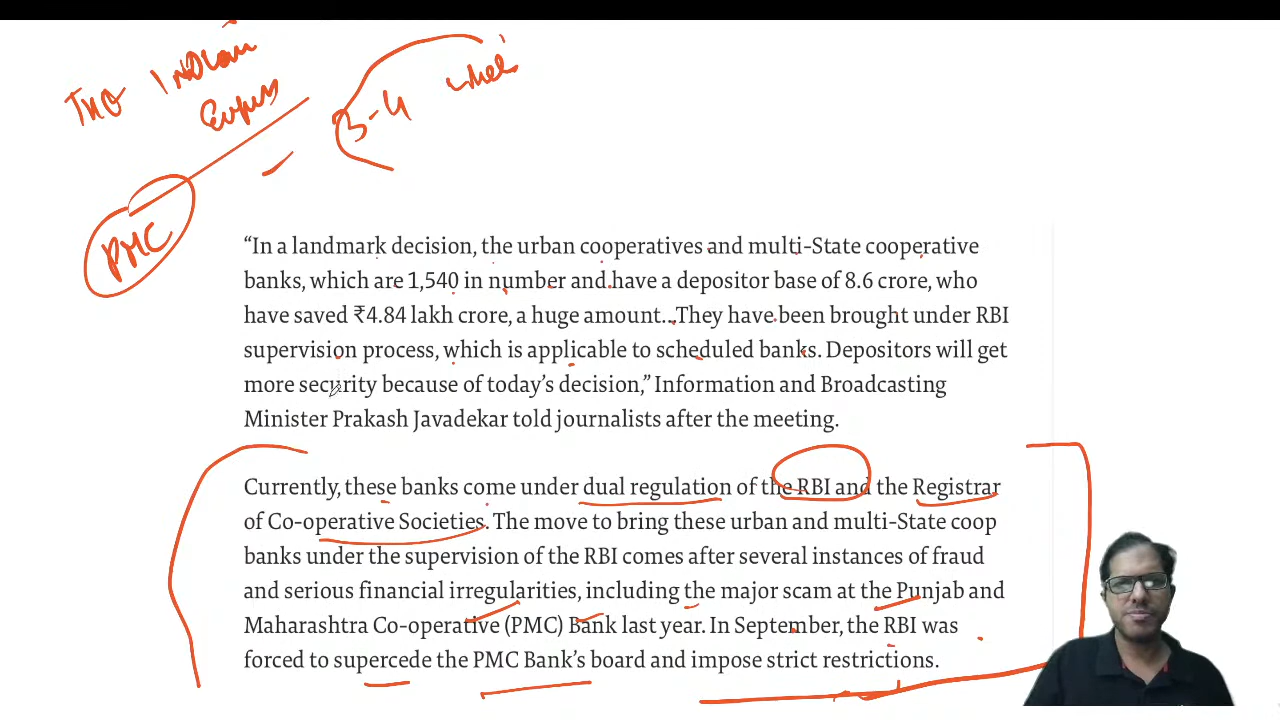 THE INDIAN
Express
3-4
PMC
“In a landmark decision, the urban cooperatives and multi-State cooperative
banks, which are 1,540 in number and have a depositor base of 8.6 crore, who
have saved ₹4.84 lakh crore, a huge amount...They have been brought under RBI
supervision process, which is applicable to scheduled banks. Depositors will get
more security because of today’s decision,” Information and Broadcasting
Minister Prakash Javadekar told journalists after the meeting.
Currently, these banks come under dual regulation of the RBI and the Registrar
of Co-operative Societies. The move to bring these urban and multi-State coop
banks under the supervision of the RBI comes after several instances of fraud
and serious financial irregularities, including the major scam at the Punjab and
Maharashtra Co-operative (PMC) Bank last year. In September, the RBI was
forced to supercede the PMC Bank’s board and impose strict restrictions.